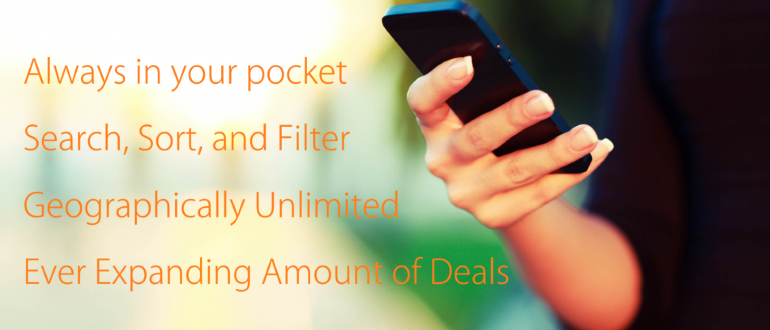 Always in your pocket
Search, Sort, and Filter
Geographically Unlimited
Ever Expanding Amount of Deals